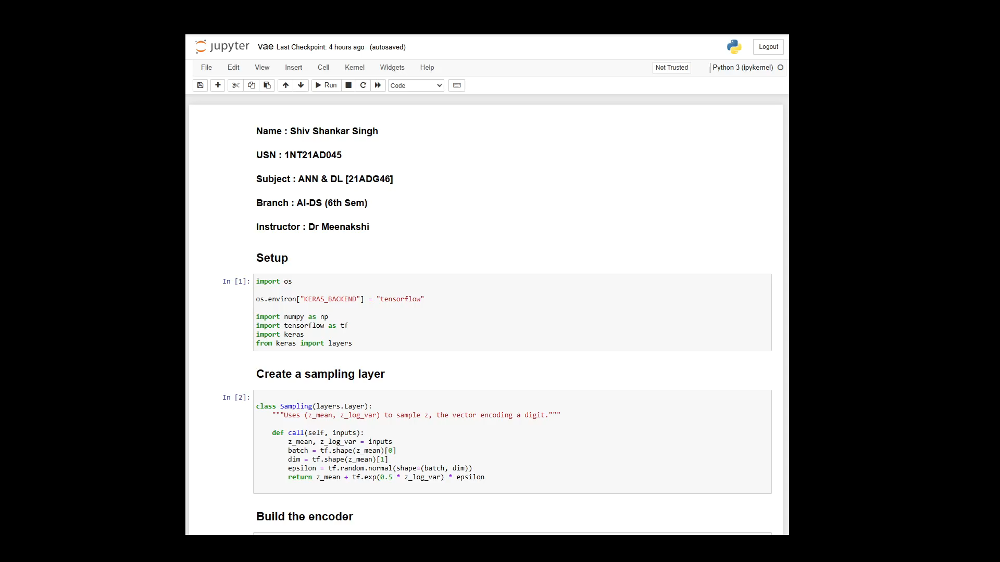 jupyter vae Last Checkpoint: 4 hours ago (autosaved) Logout
File Edit View Insert Cell Kernel Widgets Help Not Trusted Python 3 (ipykernel)
Run Code
Name : Shiv Shankar Singh
USN : 1NT21AD045
Subject : ANN & DL [21ADG46]
Branch : AI-DS (6th Sem)
Instructor : Dr Meenakshi
Setup
In [1]: import os
os.environ["KERAS_BACKEND"] = "tensorflow"
import numpy as np
import tensorflow as tf
import keras
from keras import layers
Create a sampling layer
In [2]:
class Sampling(layers.Layer):
    """Uses (z_mean, z_log_var) to sample z, the vector encoding a digit."""
    def call(self, inputs):
        z_mean, z_log_var = inputs
        batch = tf.shape(z_mean)[0]
        dim = tf.shape(z_mean)[1]
        epsilon = tf.random.normal(shape=(batch, dim))
        return z_mean + tf.exp(0.5 * z_log_var) * epsilon
Build the encoder